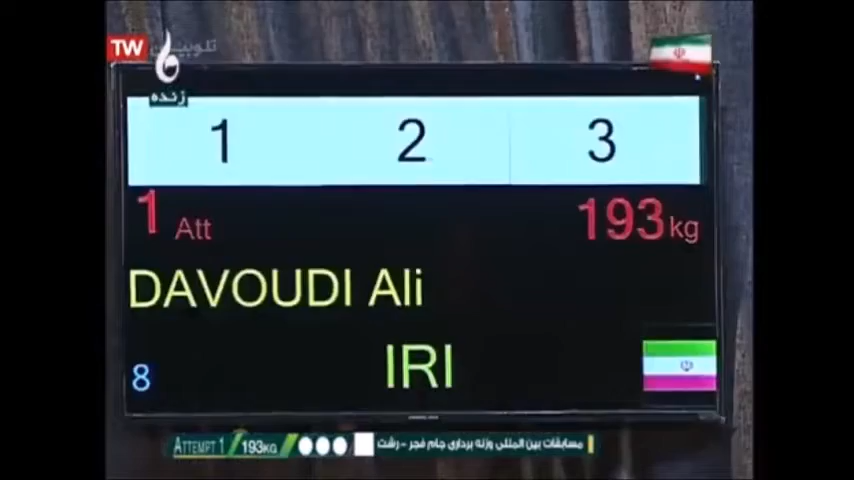 TW تلوبیـــن
زنده
1 2 3
1 Att 193 kg
DAVOUDI Ali
8 IRI
ATTEMPT 1 193KG مسابقات بین المللی وزنه برداری جام فجر - رشت